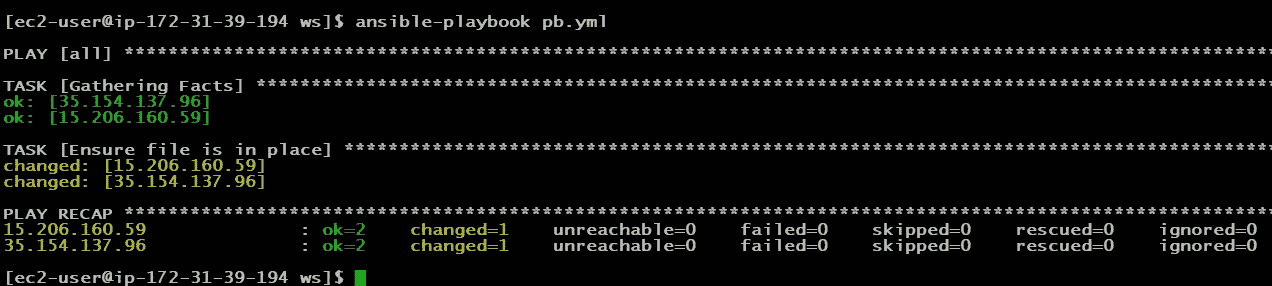 [ec2-user@ip-172-31-39-194 ws]$ ansible-playbook pb.yml
PLAY [all] *********************************************************************************************************
TASK [Gathering Facts] *********************************************************************************************
ok: [35.154.137.96]
ok: [15.206.160.59]
TASK [Ensure file is in place] *************************************************************************************
changed: [15.206.160.59]
changed: [35.154.137.96]
PLAY RECAP *********************************************************************************************************
15.206.160.59 : ok=2 changed=1 unreachable=0 failed=0 skipped=0 rescued=0 ignored=0
35.154.137.96 : ok=2 changed=1 unreachable=0 failed=0 skipped=0 rescued=0 ignored=0
[ec2-user@ip-172-31-39-194 ws]$